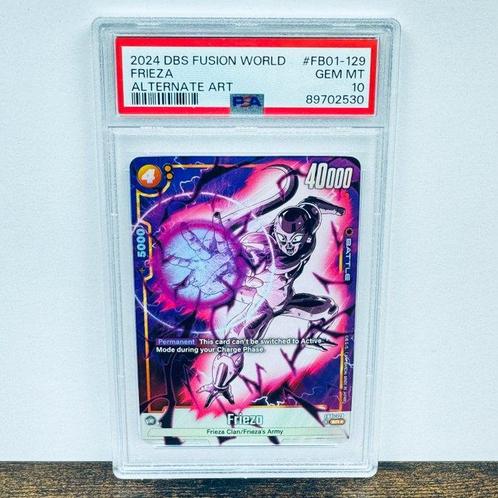 2024 DBS FUSION WORLD #FB01-129
FRIEZA GEM MT
ALTERNATE ART 10
PSA 89702530
4
40000
+ 5000
BATTLE
Permanent This card can't be switched to Active
Mode during your Charge Phase.
Frieza
Frieza Clan/Frieza's Army